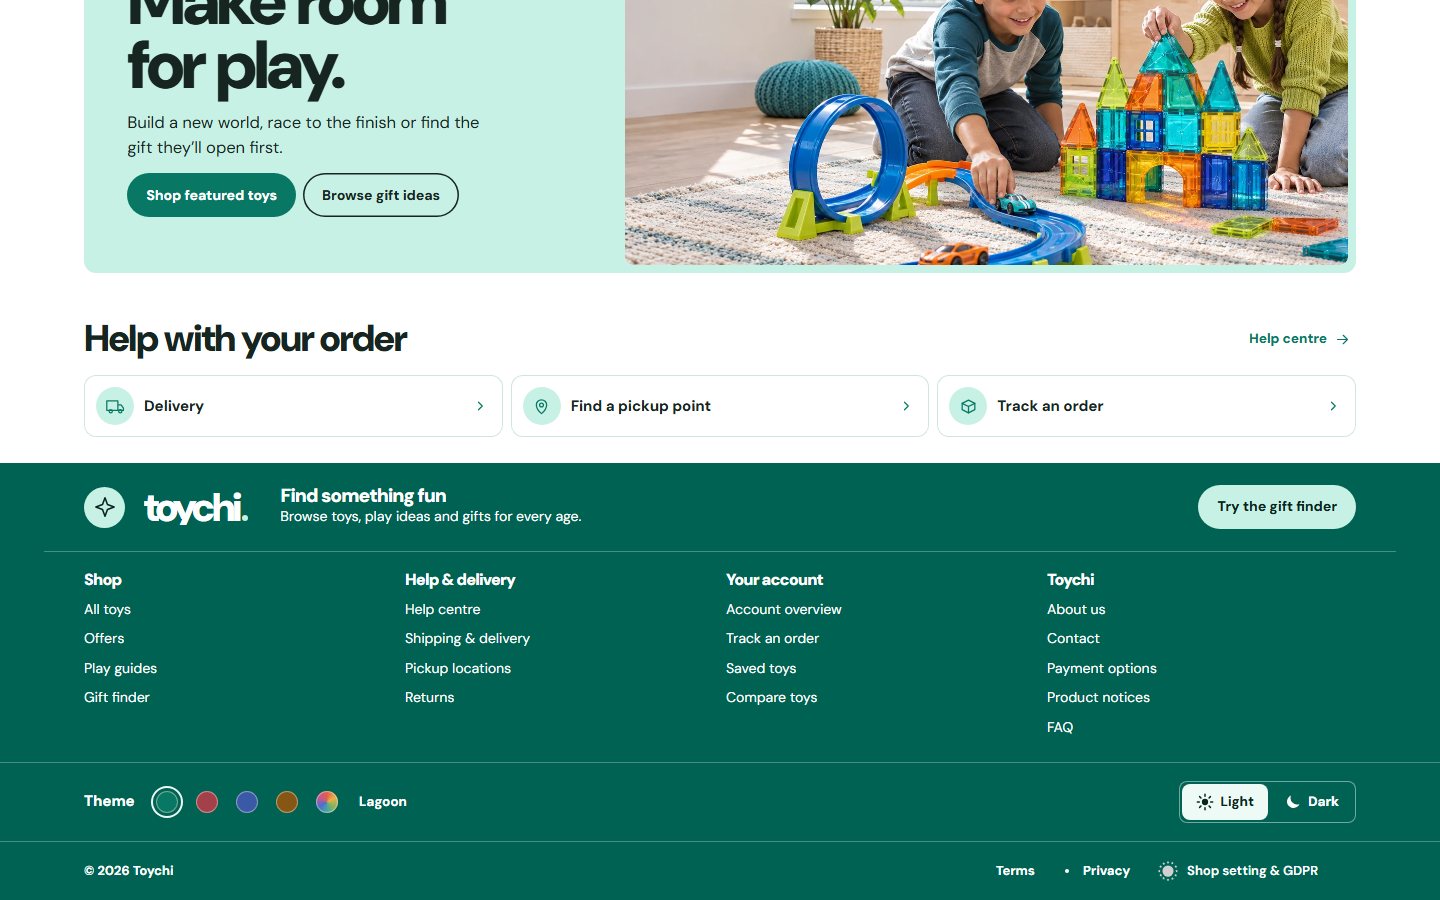 Make room
for play.
Build a new world, race to the finish or find the
gift they’ll open first.
Shop featured toys
Browse gift ideas
Help with your order
Help centre
Delivery
Find a pickup point
Track an order
toychi.
Find something fun
Browse toys, play ideas and gifts for every age.
Try the gift finder
Shop
All toys
Offers
Play guides
Gift finder
Help & delivery
Help centre
Shipping & delivery
Pickup locations
Returns
Your account
Account overview
Track an order
Saved toys
Compare toys
Toychi
About us
Contact
Payment options
Product notices
FAQ
Theme
Lagoon
Light
Dark
© 2026 Toychi
Terms • Privacy
Shop setting & GDPR